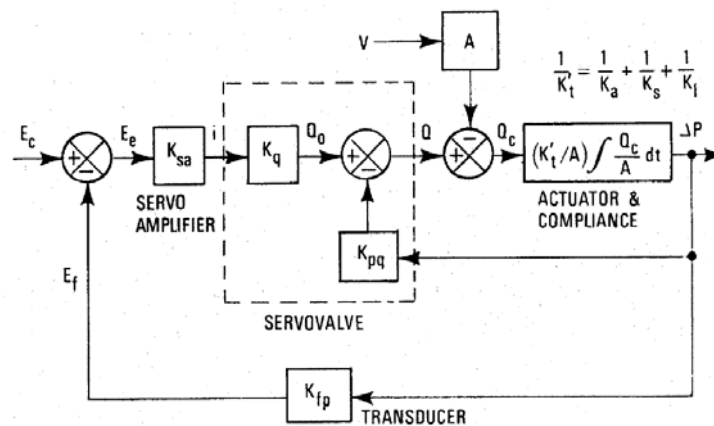 V
A
1/K't = 1/Ka + 1/Ks + 1/Kl
Ec
+
−
Ee
Ksa
i
Kq
Qo
+
−
Q
+
−
Qc
(K't/A) ∫ Qc/A dt
ΔP
SERVO
AMPLIFIER
ACTUATOR &
COMPLIANCE
Kpq
Ef
SERVOVALVE
Kfp
TRANSDUCER